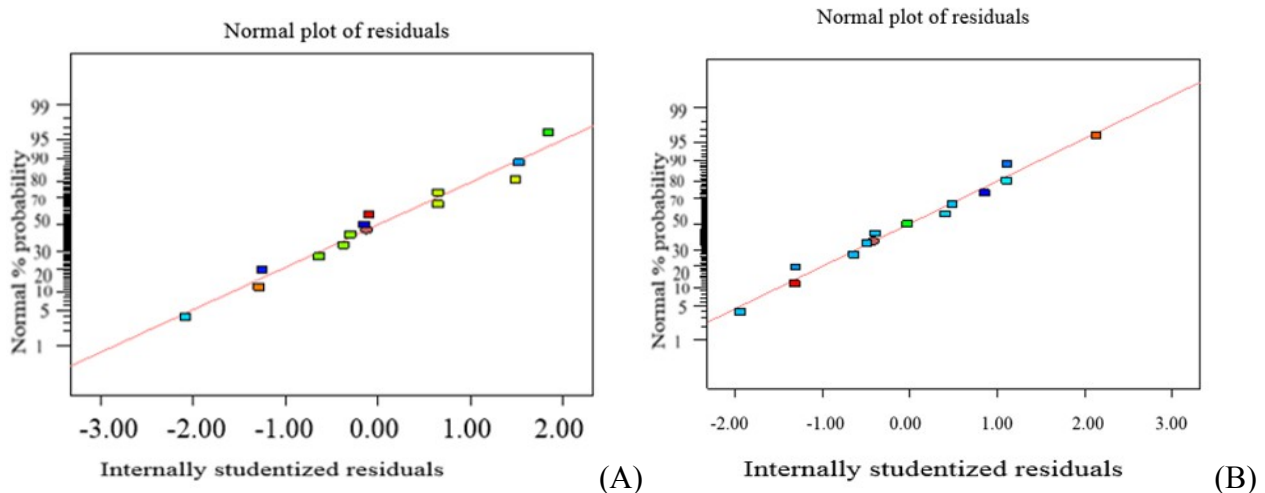 Normal plot of residuals
Normal % probability
99
95
90
80
70
50
30
20
10
5
1
-3.00 -2.00 -1.00 0.00 1.00 2.00
Internally studentized residuals
(A)
Normal plot of residuals
Normal % probability
99
95
90
80
70
50
30
20
10
5
1
-2.00 -1.00 0.00 1.00 2.00 3.00
Internally studentized residuals
(B)